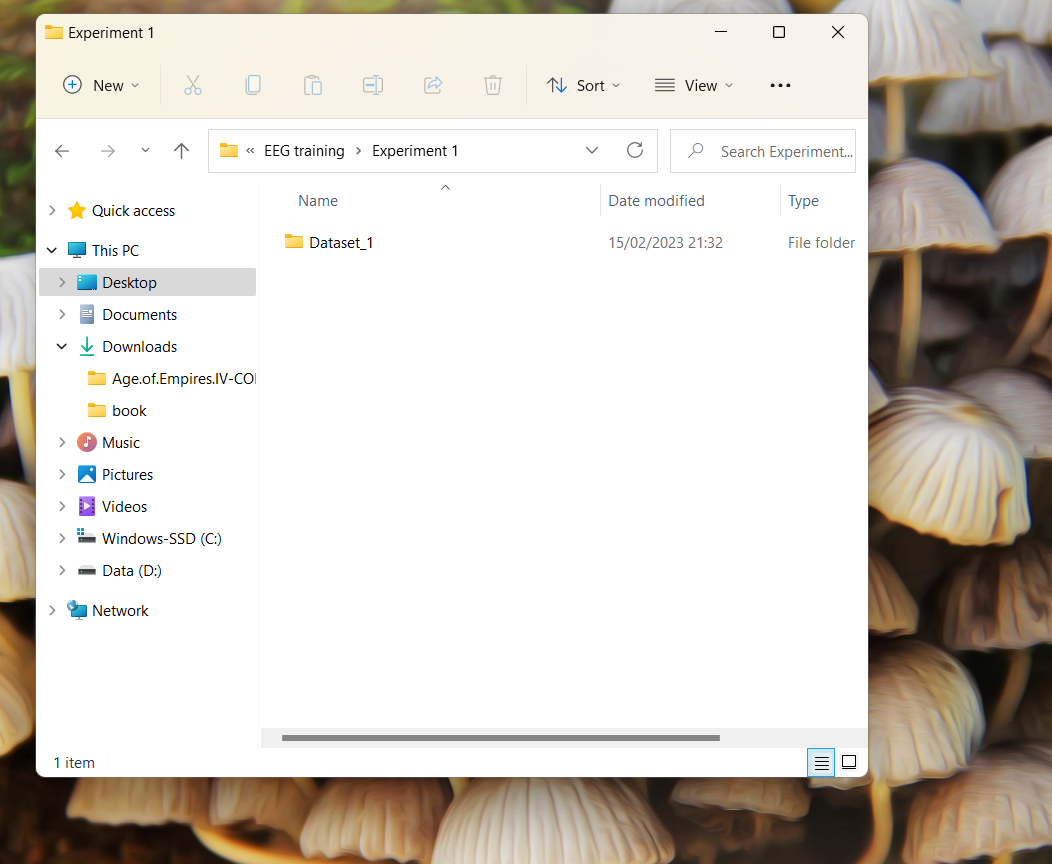 Experiment 1
New
Sort
View
« EEG training > Experiment 1
Search Experiment...
Name
Date modified
Type
Quick access
This PC
Desktop
Documents
Downloads
Age.of.Empires.IV-CO
book
Music
Pictures
Videos
Windows-SSD (C:)
Data (D:)
Network
Dataset_1
15/02/2023 21:32
File folder
1 item